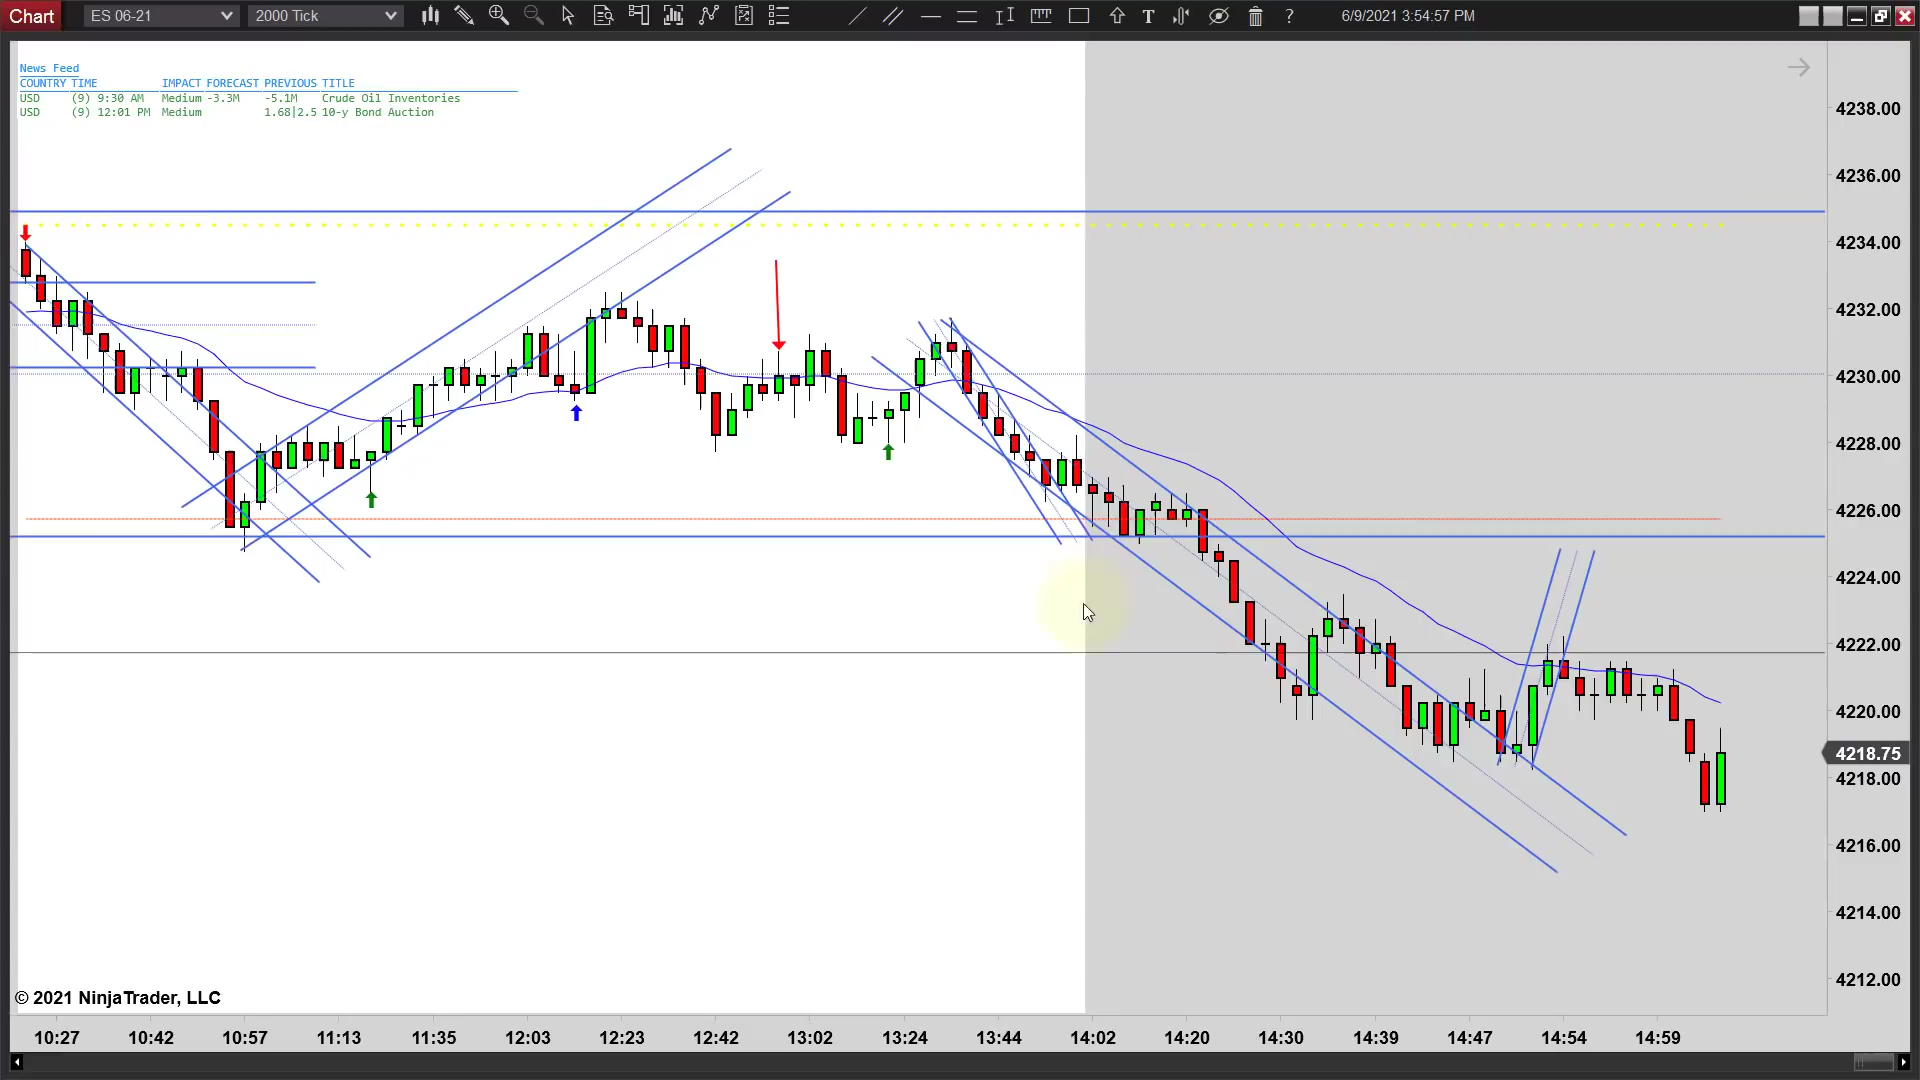 Chart ES 06-21 2000 Tick T ? 6/9/2021 3:54:57 PM
News Feed
COUNTRY TIME IMPACT FORECAST PREVIOUS TITLE
USD (9) 9:30 AM Medium -3.3M -5.1M Crude Oil Inventories
USD (9) 12:01 PM Medium 1.68|2.5 10-y Bond Auction
4238.00
4236.00
4234.00
4232.00
4230.00
4228.00
4226.00
4224.00
4222.00
4220.00
4218.75
4218.00
4216.00
4214.00
4212.00
© 2021 NinjaTrader, LLC
10:27 10:42 10:57 11:13 11:35 12:03 12:23 12:42 13:02 13:24 13:44 14:02 14:20 14:30 14:39 14:47 14:54 14:59